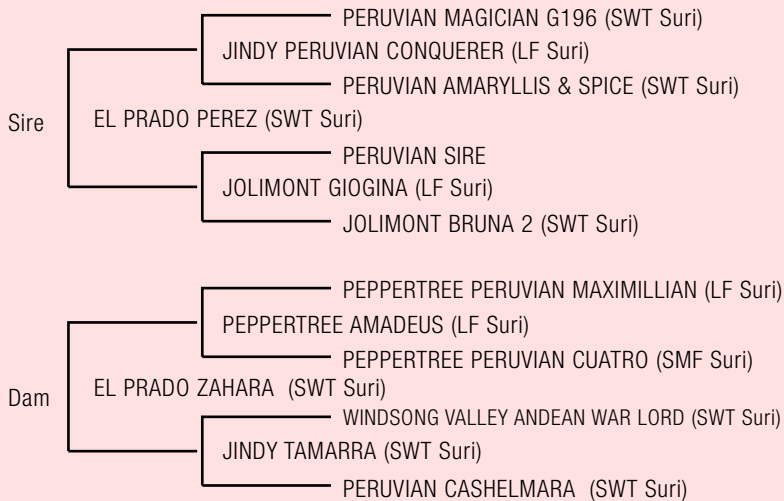 PERUVIAN MAGICIAN G196 (SWT Suri)
JINDY PERUVIAN CONQUERER (LF Suri)
PERUVIAN AMARYLLIS & SPICE (SWT Suri)
Sire
EL PRADO PEREZ (SWT Suri)
PERUVIAN SIRE
JOLIMONT GIOGINA (LF Suri)
JOLIMONT BRUNA 2 (SWT Suri)
PEPPERTREE PERUVIAN MAXIMILLIAN (LF Suri)
PEPPERTREE AMADEUS (LF Suri)
PEPPERTREE PERUVIAN CUATRO (SMF Suri)
Dam
EL PRADO ZAHARA (SWT Suri)
WINDSONG VALLEY ANDEAN WAR LORD (SWT Suri)
JINDY TAMARRA (SWT Suri)
PERUVIAN CASHELMARA (SWT Suri)